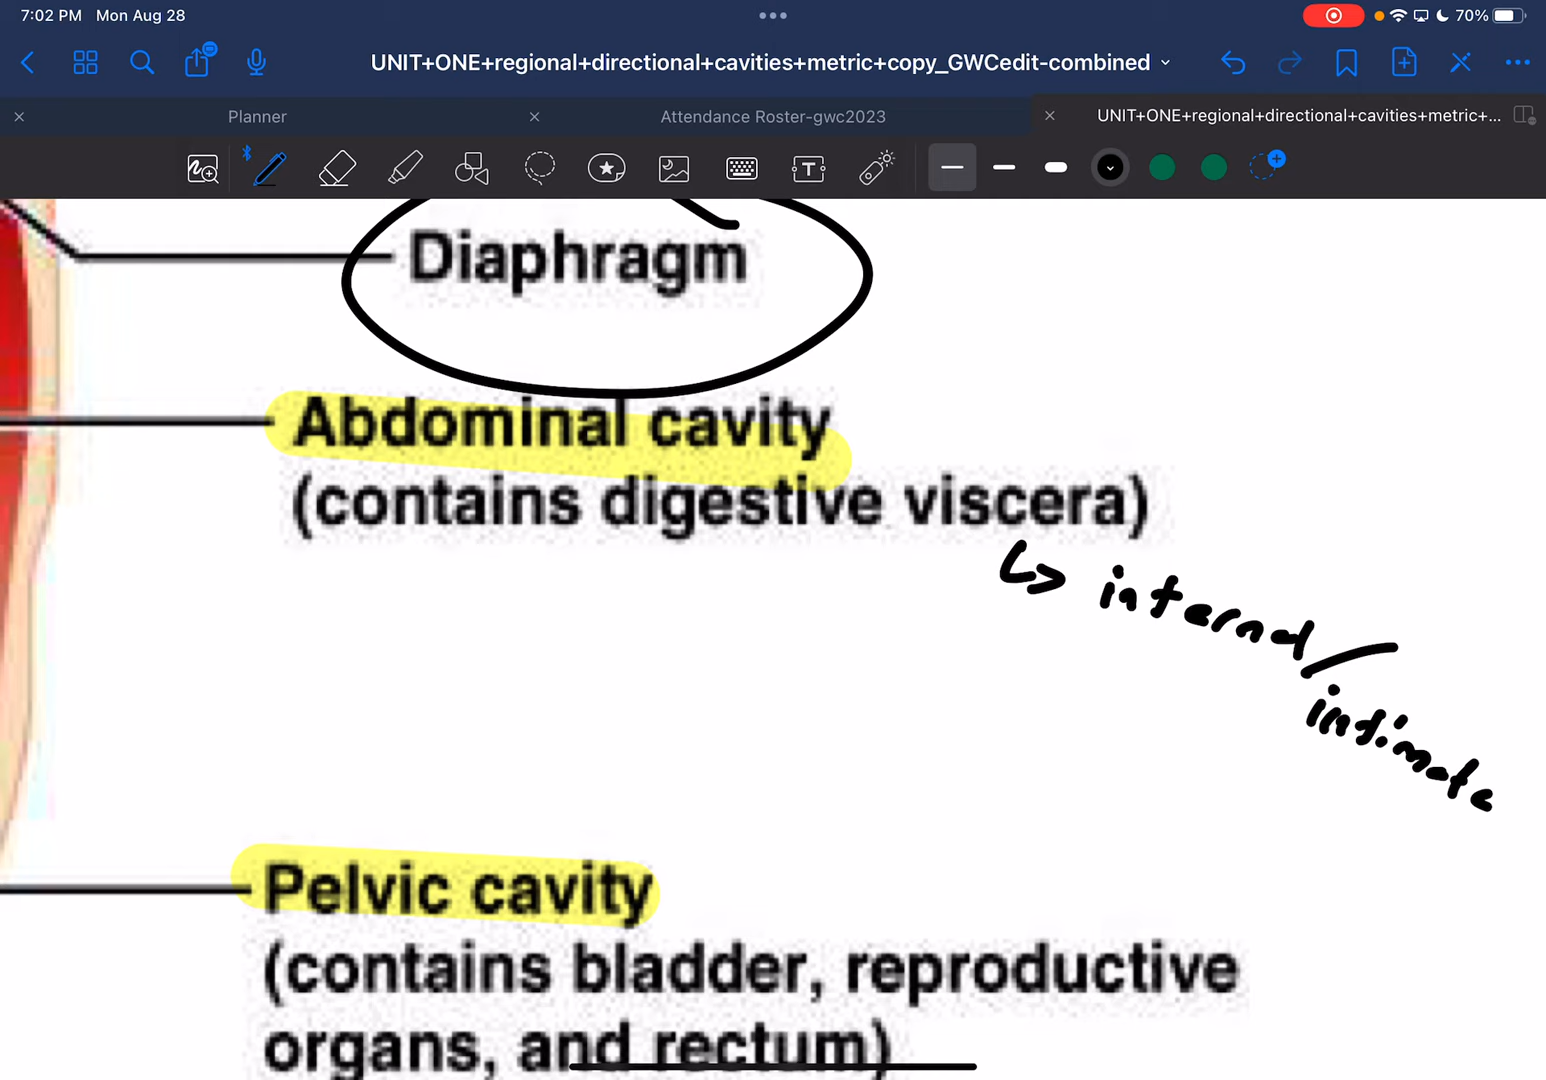 7:02 PM Mon Aug 28
70%
UNIT+ONE+regional+directional+cavities+metric+copy_GWCedit-combined
Planner
Attendance Roster-gwc2023
UNIT+ONE+regional+directional+cavities+metric+...
Diaphragm
Abdominal cavity
(contains digestive viscera)
internal/
intimate
Pelvic cavity
(contains bladder, reproductive
organs, and rectum)